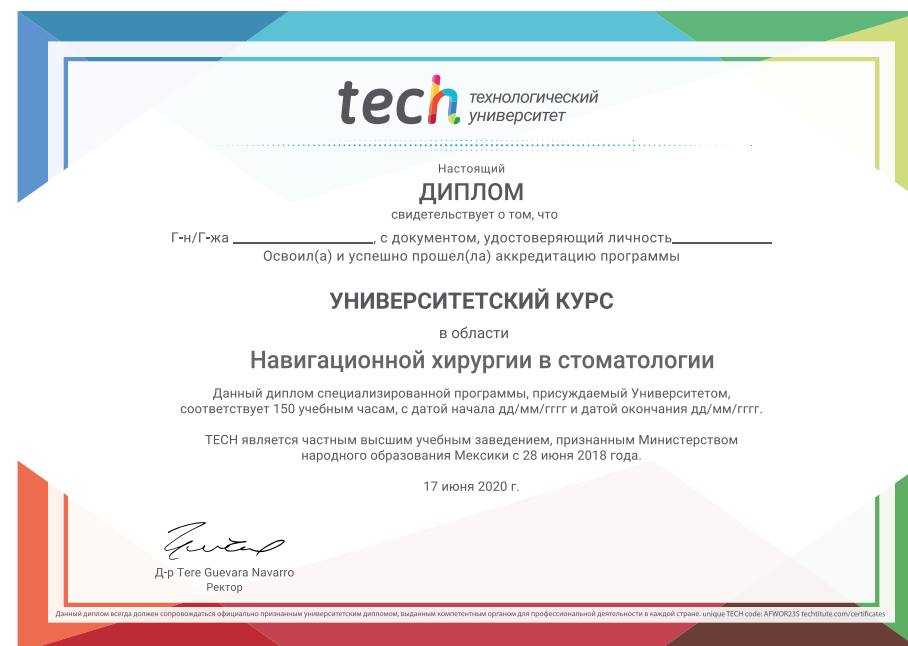 tech технологический
университет
Настоящий
ДИПЛОМ
свидетельствует о том, что
Г-н/Г-жа ____________, с документом, удостоверяющий личность____________
Освоил(а) и успешно прошел(ла) аккредитацию программы
УНИВЕРСИТЕТСКИЙ КУРС
в области
Навигационной хирургии в стоматологии
Данный диплом специализированной программы, присуждаемый Университетом,
соответствует 150 учебным часам, с датой начала дд/мм/гггг и датой окончания дд/мм/гггг.
TECH является частным высшим учебным заведением, признанным Министерством
народного образования Мексики с 28 июня 2018 года.
17 июня 2020 г.
Д-р Tere Guevara Navarro
Ректор
Данный диплом всегда должен сопровождаться официально признанным университетским дипломом, выданным компетентным органом для профессиональной деятельности в каждой стране. unique TECH code: AFWOR23S techtitute.com/certificates